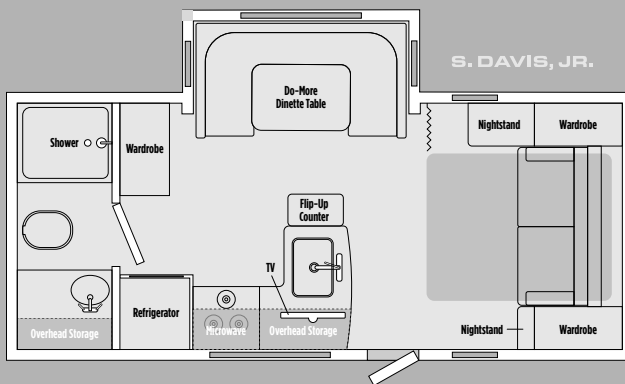 S. DAVIS, JR.
Do-More
Dinette Table
Shower
Wardrobe
Nightstand
Wardrobe
Flip-Up
Counter
TV
Refrigerator
Overhead Storage
Microwave
Overhead Storage
Nightstand
Wardrobe